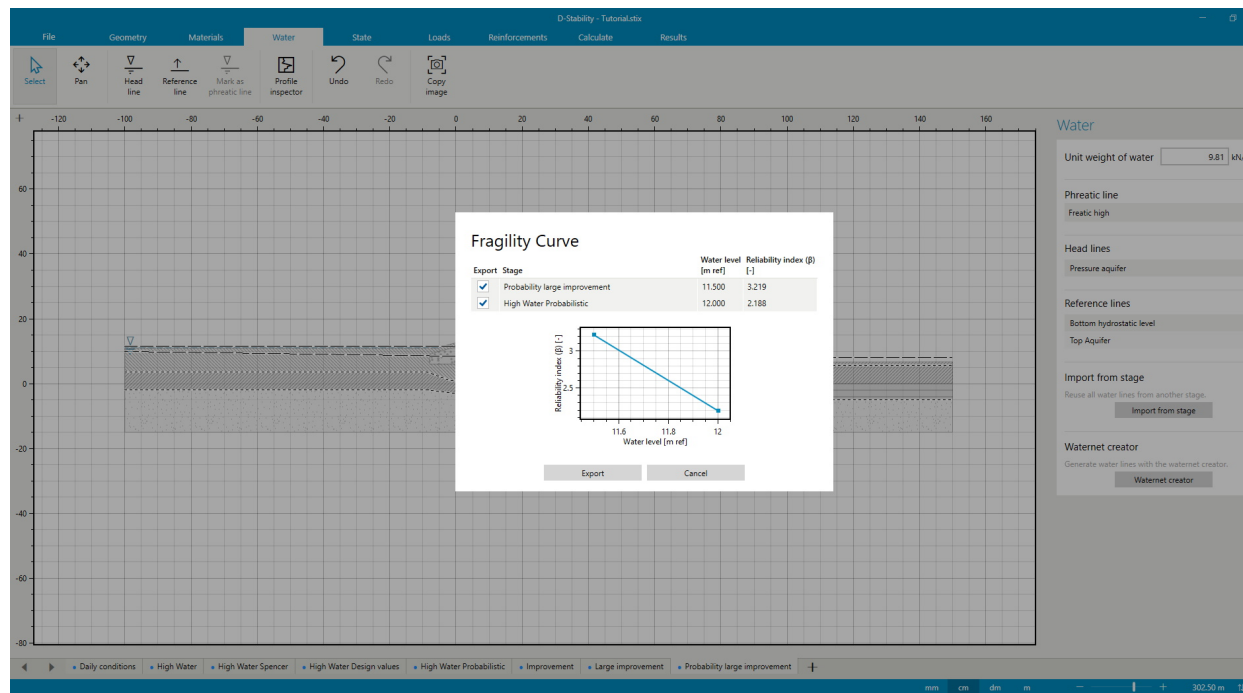 D-Stability - Tutorial.stix
File Geometry Materials Water State Loads Reinforcements Calculate Results
Select Pan Head line Reference line Mark as phreatic line Profile inspector Undo Redo Copy image
-120 -100 -80 -60 -40 -20 0 20 40 60 80 100 120 140 160
60
40
20
0
-20
-40
-60
-80
Fragility Curve
Export Stage Water level [m ref] Reliability index (β) [-]
Probability large improvement 11.500 3.219
High Water Probabilistic 12.000 2.188
Reliability index (β) [-]
3
2.5
11.6 11.8 12
Water level [m ref]
Export Cancel
Water
Unit weight of water 9.81 kN/
Phreatic line
Freatic high
Head lines
Pressure aquifer
Reference lines
Bottom hydrostatic level
Top Aquifer
Import from stage
Reuse all water lines from another stage.
Import from stage
Waternet creator
Generate water lines with the waternet creator.
Waternet creator
Daily conditions High Water High Water Spencer High Water Design values High Water Probabilistic Improvement Large improvement Probability large improvement
mm cm dm m 302,50 m